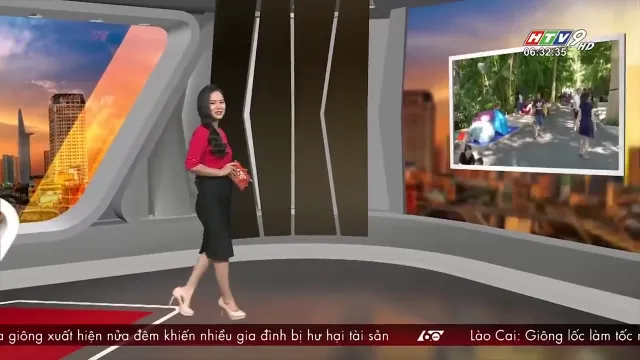 HTV9 HD
06:32:35
a giông xuất hiện nửa đêm khiến nhiều gia đình bị hư hại tài sản 60 Lào Cai: Giông lốc làm tốc